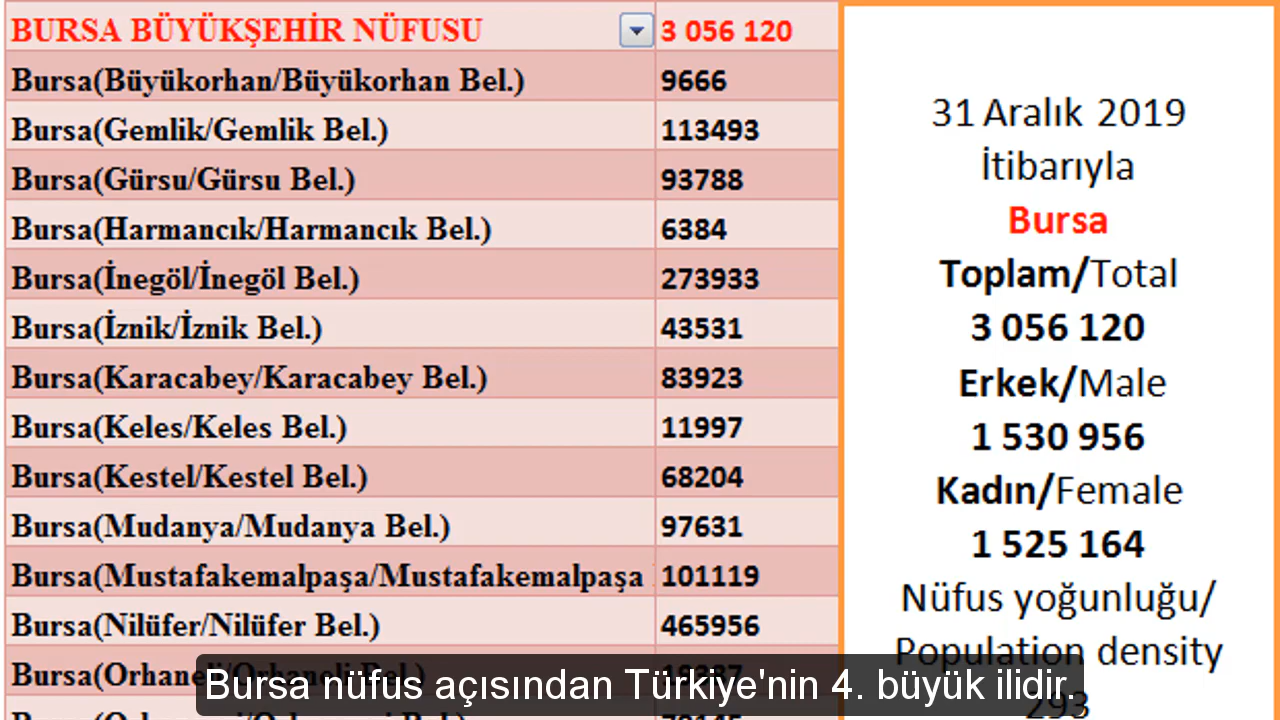 BURSA BÜYÜKŞEHİR NÜFUSU 3 056 120
Bursa(Büyükorhan/Büyükorhan Bel.) 9666
Bursa(Gemlik/Gemlik Bel.) 113493
Bursa(Gürsu/Gürsu Bel.) 93788
Bursa(Harmancık/Harmancık Bel.) 6384
Bursa(İnegöl/İnegöl Bel.) 273933
Bursa(İznik/İznik Bel.) 43531
Bursa(Karacabey/Karacabey Bel.) 83923
Bursa(Keles/Keles Bel.) 11997
Bursa(Kestel/Kestel Bel.) 68204
Bursa(Mudanya/Mudanya Bel.) 97631
Bursa(Mustafakemalpaşa/Mustafakemalpaşa 101119
Bursa(Nilüfer/Nilüfer Bel.) 465956
Bursa(Orhaneli/Orhaneli Bel.)
31 Aralık 2019
İtibarıyla
Bursa
Toplam/Total
3 056 120
Erkek/Male
1 530 956
Kadın/Female
1 525 164
Nüfus yoğunluğu/
Population density
293
Bursa nüfus açısından Türkiye'nin 4. büyük ilidir.